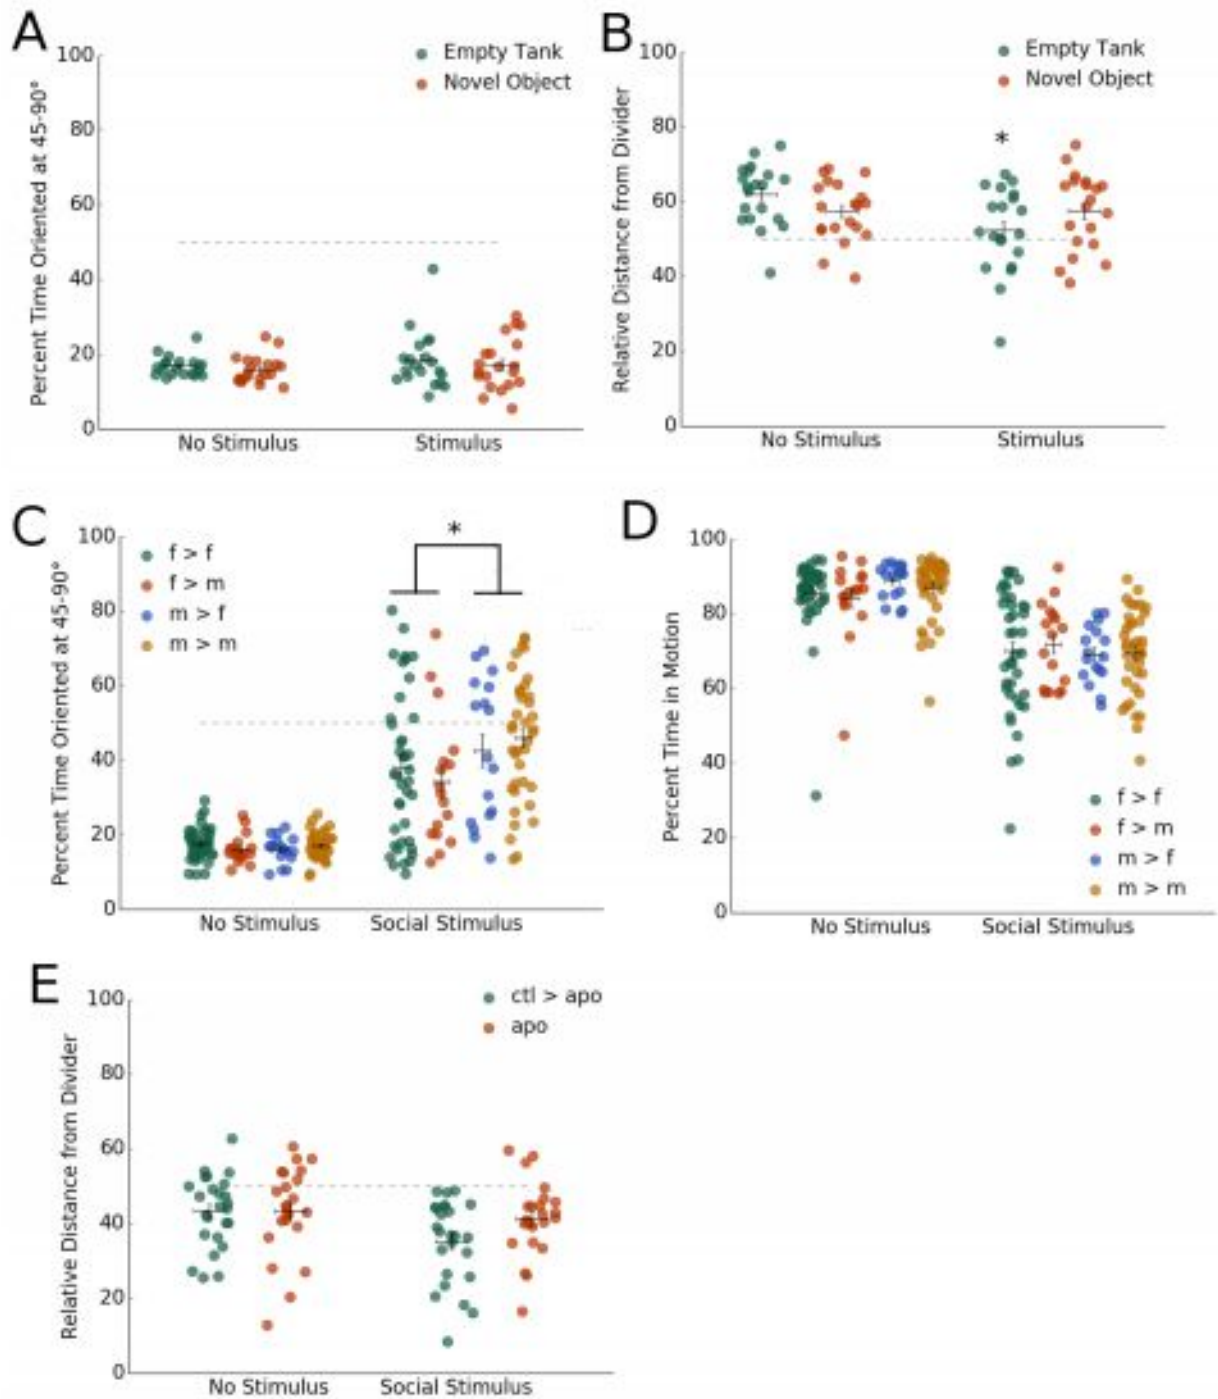 A
Percent Time Oriented at 45-90°
100
80
60
40
20
0
Empty Tank
Novel Object
No Stimulus
Stimulus
B
Relative Distance from Divider
100
80
60
40
20
0
Empty Tank
Novel Object
*
No Stimulus
Stimulus
C
Percent Time Oriented at 45-90°
100
80
60
40
20
0
f > f
f > m
m > f
m > m
*
No Stimulus
Social Stimulus
D
Percent Time in Motion
100
80
60
40
20
0
f > f
f > m
m > f
m > m
No Stimulus
Social Stimulus
E
Relative Distance from Divider
100
80
60
40
20
0
ctl > apo
apo
No Stimulus
Social Stimulus